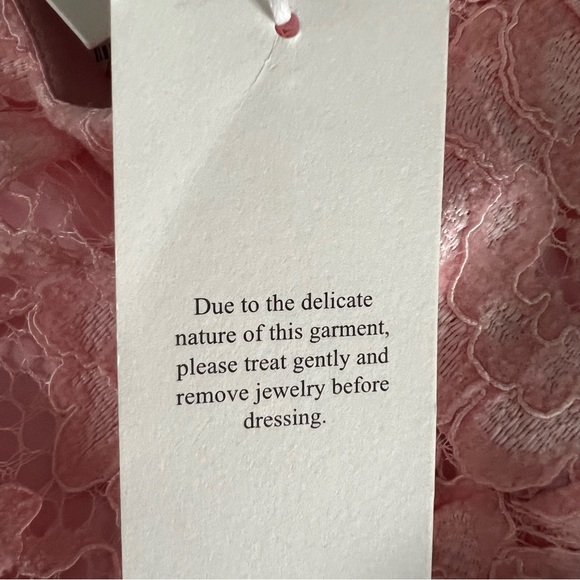 Due to the delicate
nature of this garment,
please treat gently and
remove jewelry before
dressing.